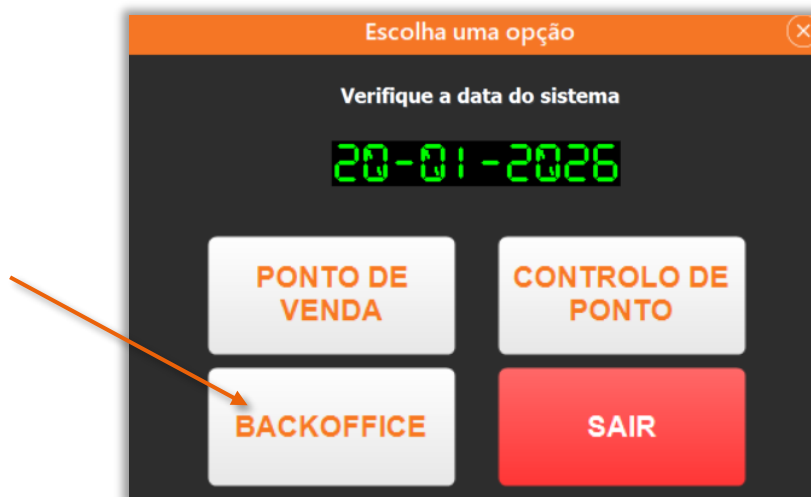 Escolha uma opção
Verifique a data do sistema
20-01-2026
PONTO DE
VENDA
CONTROLO DE
PONTO
BACKOFFICE
SAIR